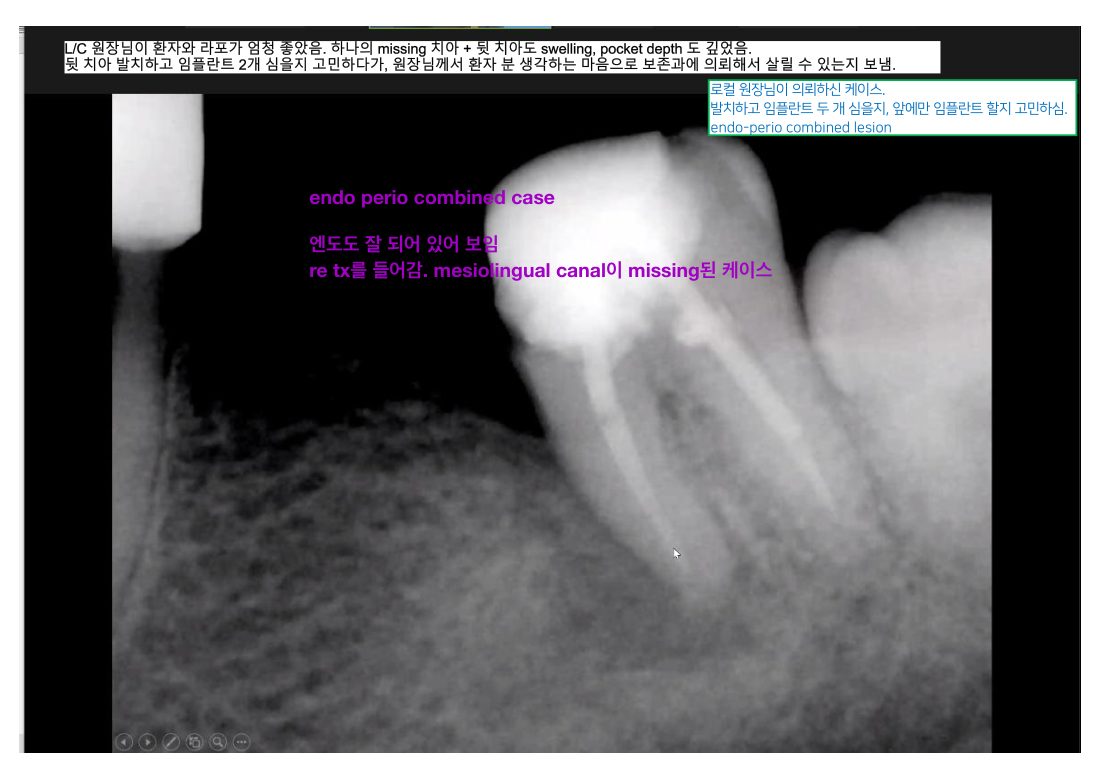 L/C 원장님이 환자와 라포가 엄청 좋았음. 하나의 missing 치아 + 뒷 치아도 swelling, pocket depth 도 깊었음.
뒷 치아 발치하고 임플란트 2개 심을지 고민하다가, 원장님께서 환자 분 생각하는 마음으로 보존과에 의뢰해서 살릴 수 있는지 보냄.
로컬 원장님이 의뢰하신 케이스.
발치하고 임플란트 두 개 심을지, 앞에만 임플란트 할지 고민하심.
endo-perio combined lesion
endo perio combined case
엔도도 잘 되어 있어 보임
re tx를 들어감. mesiolingual canal이 missing된 케이스